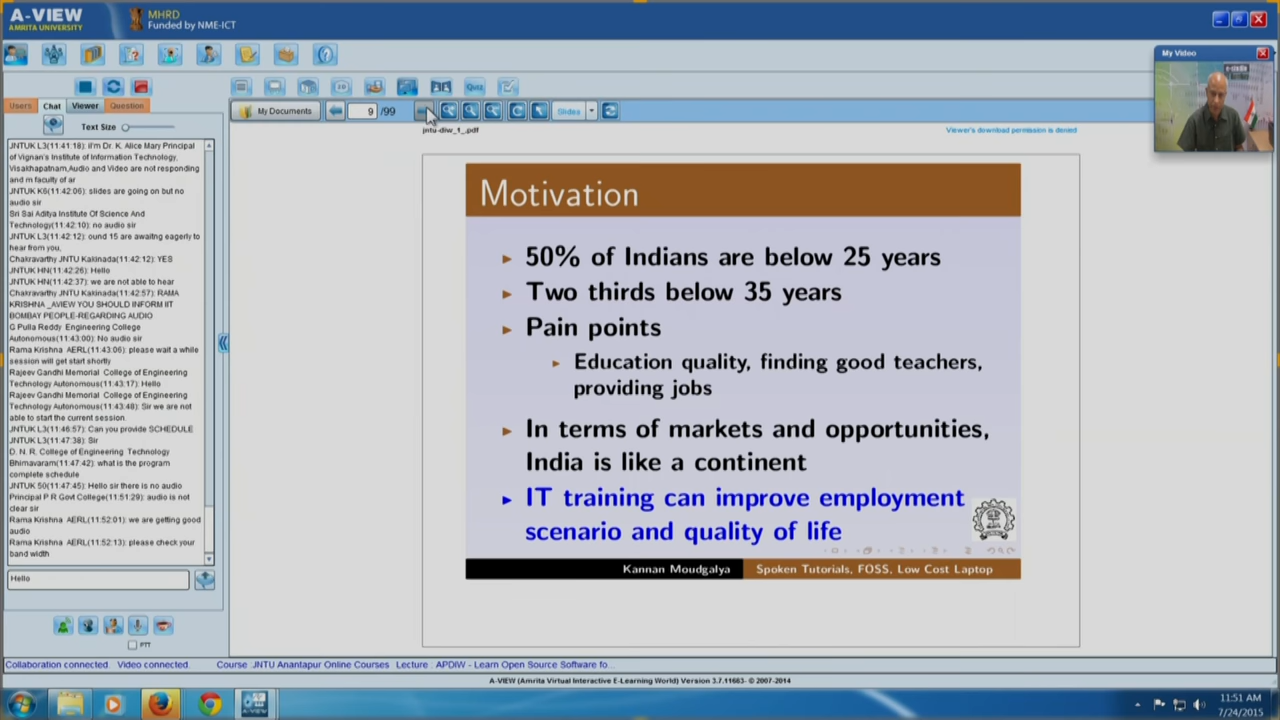 A-VIEW
AMRITA UNIVERSITY
MHRD
Funded by NME-ICT
Users Chat Viewer Question
Text Size
JNTUK L3(11:41:18): I'm Dr. K. Alice Mary Principal
of Vignan's Institute of Information Technology,
Visakhapatnam,Audio and Video are not responding
and m faculty of ar
JNTUK K6(11:42:06): slides are going on but no
audio sir
Sri Sai Aditya Institute Of Science And
Technology(11:42:10): no audio sir
JNTUK L3(11:42:12): ound 15 are awaitng eagerly to
hear from you,
Chakravarthy JNTU Kakinada(11:42:12): YES
JNTUK HN(11:42:26): Hello
JNTUK HN(11:42:37): we are not able to hear
Chakravarthy JNTU Kakinada(11:42:57): RAMA
KRISHNA _AVIEW YOU SHOULD INFORM IIT
BOMBAY PEOPLE-REGARDING AUDIO
G Pulla Reddy Engineering College
Autonomous(11:43:00): No audio sir
Rama Krishna AERL(11:43:06): please wait a while
session will get start shortly
Rajeev Gandhi Memorial College of Engineering
Technology Autonomous(11:43:17): Hello
Rajeev Gandhi Memorial College of Engineering
Technology Autonomous(11:43:48): Sir we are not
able to start the current session.
JNTUK L3(11:46:57): Can you provide SCHEDULE
JNTUK L3(11:47:38): Sir
D. N. R. College of Engineering Technology
Bhimavaram(11:47:42): what is the program
complete schedule
JNTUK 50(11:47:45): Hello sir there is no audio
Principal P R Govt College(11:51:29): audio is not
clear sir
Rama Krishna AERL(11:52:01): we are getting good
audio
Rama Krishna AERL(11:52:13): please check your
band width
Hello
PTT
Quiz
My Documents 9 /99 Slides
jntu-diw_1_.pdf
Viewer's download permission is denied
My Video
Motivation
50% of Indians are below 25 years
Two thirds below 35 years
Pain points
Education quality, finding good teachers,
providing jobs
In terms of markets and opportunities,
India is like a continent
IT training can improve employment
scenario and quality of life
Kannan Moudgalya Spoken Tutorials, FOSS, Low Cost Laptop
Collaboration connected Video connected Course :JNTU Anantapur Online Courses Lecture : APDIW - Learn Open Source Software fo...
A-VIEW (Amrita Virtual Interactive E-Learning World) Version 3.7.11663- © 2007-2014
11:51 AM
7/24/2015